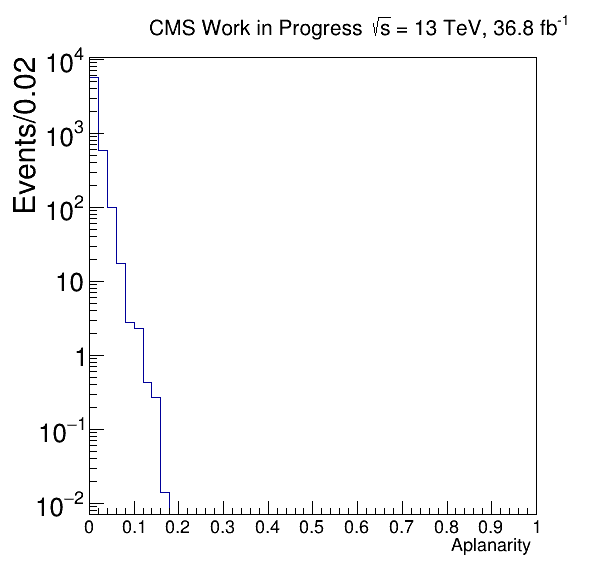 CMS Work in Progress √s = 13 TeV, 36.8 fb⁻¹
Events/0.02
10⁴
10³
10²
10
1
10⁻¹
10⁻²
0 0.1 0.2 0.3 0.4 0.5 0.6 0.7 0.8 0.9 1
Aplanarity